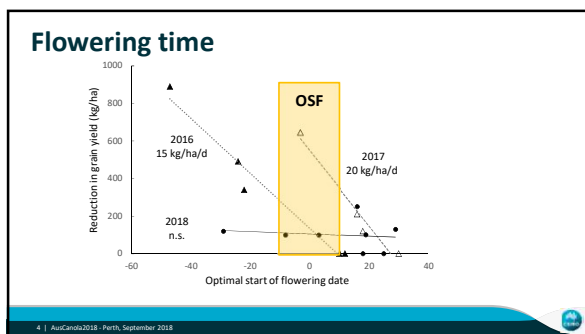 Flowering time
1000
800
600
400
200
0
Reduction in grain yield (kg/ha)
OSF
2016
15 kg/ha/d
2017
20 kg/ha/d
2018
n.s.
-60
-40
-20
0
20
40
Optimal start of flowering date
4 | AusCanola2018 - Perth, September 2018
CSIRO